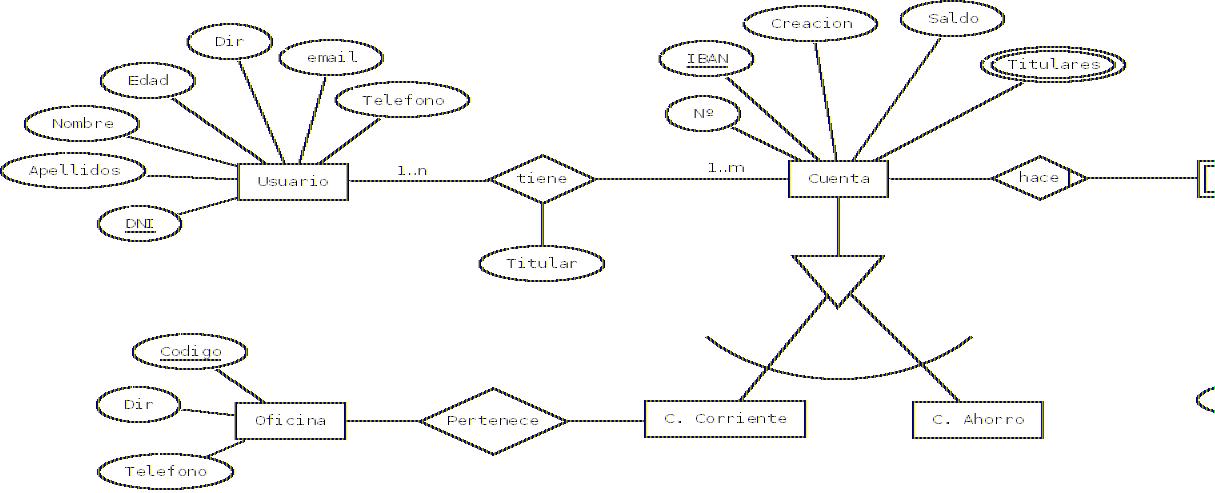 Creacion
Saldo
Dir
email
IBAN
Titulares
Edad
Telefono
Nº
Nombre
Apellidos
Usuario
1..n
tiene
1..m
Cuenta
hace
DNI
Titular
Codigo
Dir
Oficina
Pertenece
C. Corriente
C. Ahorro
Telefono